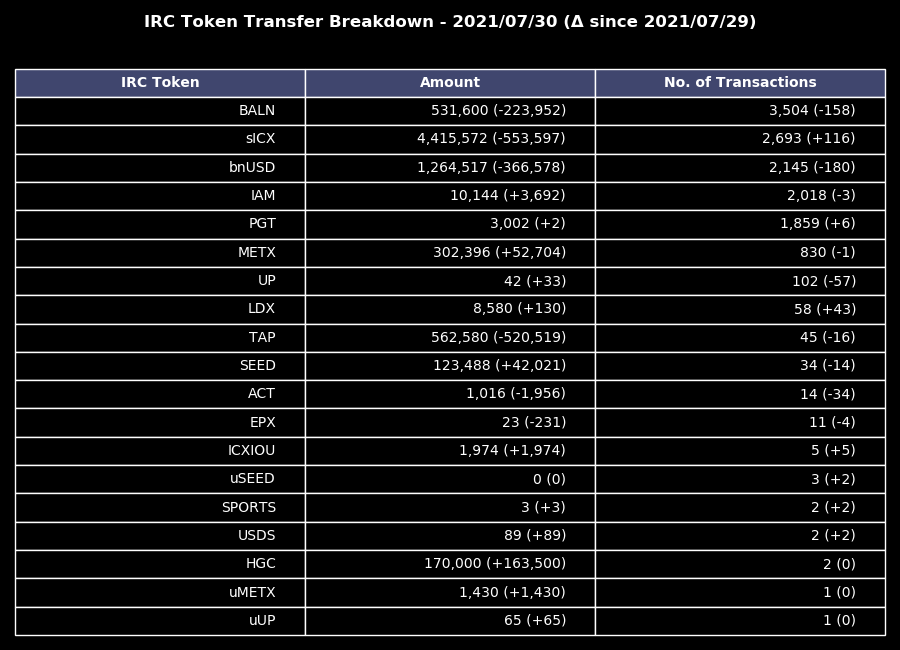 IRC Token Transfer Breakdown - 2021/07/30 (Δ since 2021/07/29)
IRC Token Amount No. of Transactions
BALN 531,600 (-223,952) 3,504 (-158)
sICX 4,415,572 (-553,597) 2,693 (+116)
bnUSD 1,264,517 (-366,578) 2,145 (-180)
IAM 10,144 (+3,692) 2,018 (-3)
PGT 3,002 (+2) 1,859 (+6)
METX 302,396 (+52,704) 830 (-1)
UP 42 (+33) 102 (-57)
LDX 8,580 (+130) 58 (+43)
TAP 562,580 (-520,519) 45 (-16)
SEED 123,488 (+42,021) 34 (-14)
ACT 1,016 (-1,956) 14 (-34)
EPX 23 (-231) 11 (-4)
ICXIOU 1,974 (+1,974) 5 (+5)
uSEED 0 (0) 3 (+2)
SPORTS 3 (+3) 2 (+2)
USDS 89 (+89) 2 (+2)
HGC 170,000 (+163,500) 2 (0)
uMETX 1,430 (+1,430) 1 (0)
uUP 65 (+65) 1 (0)